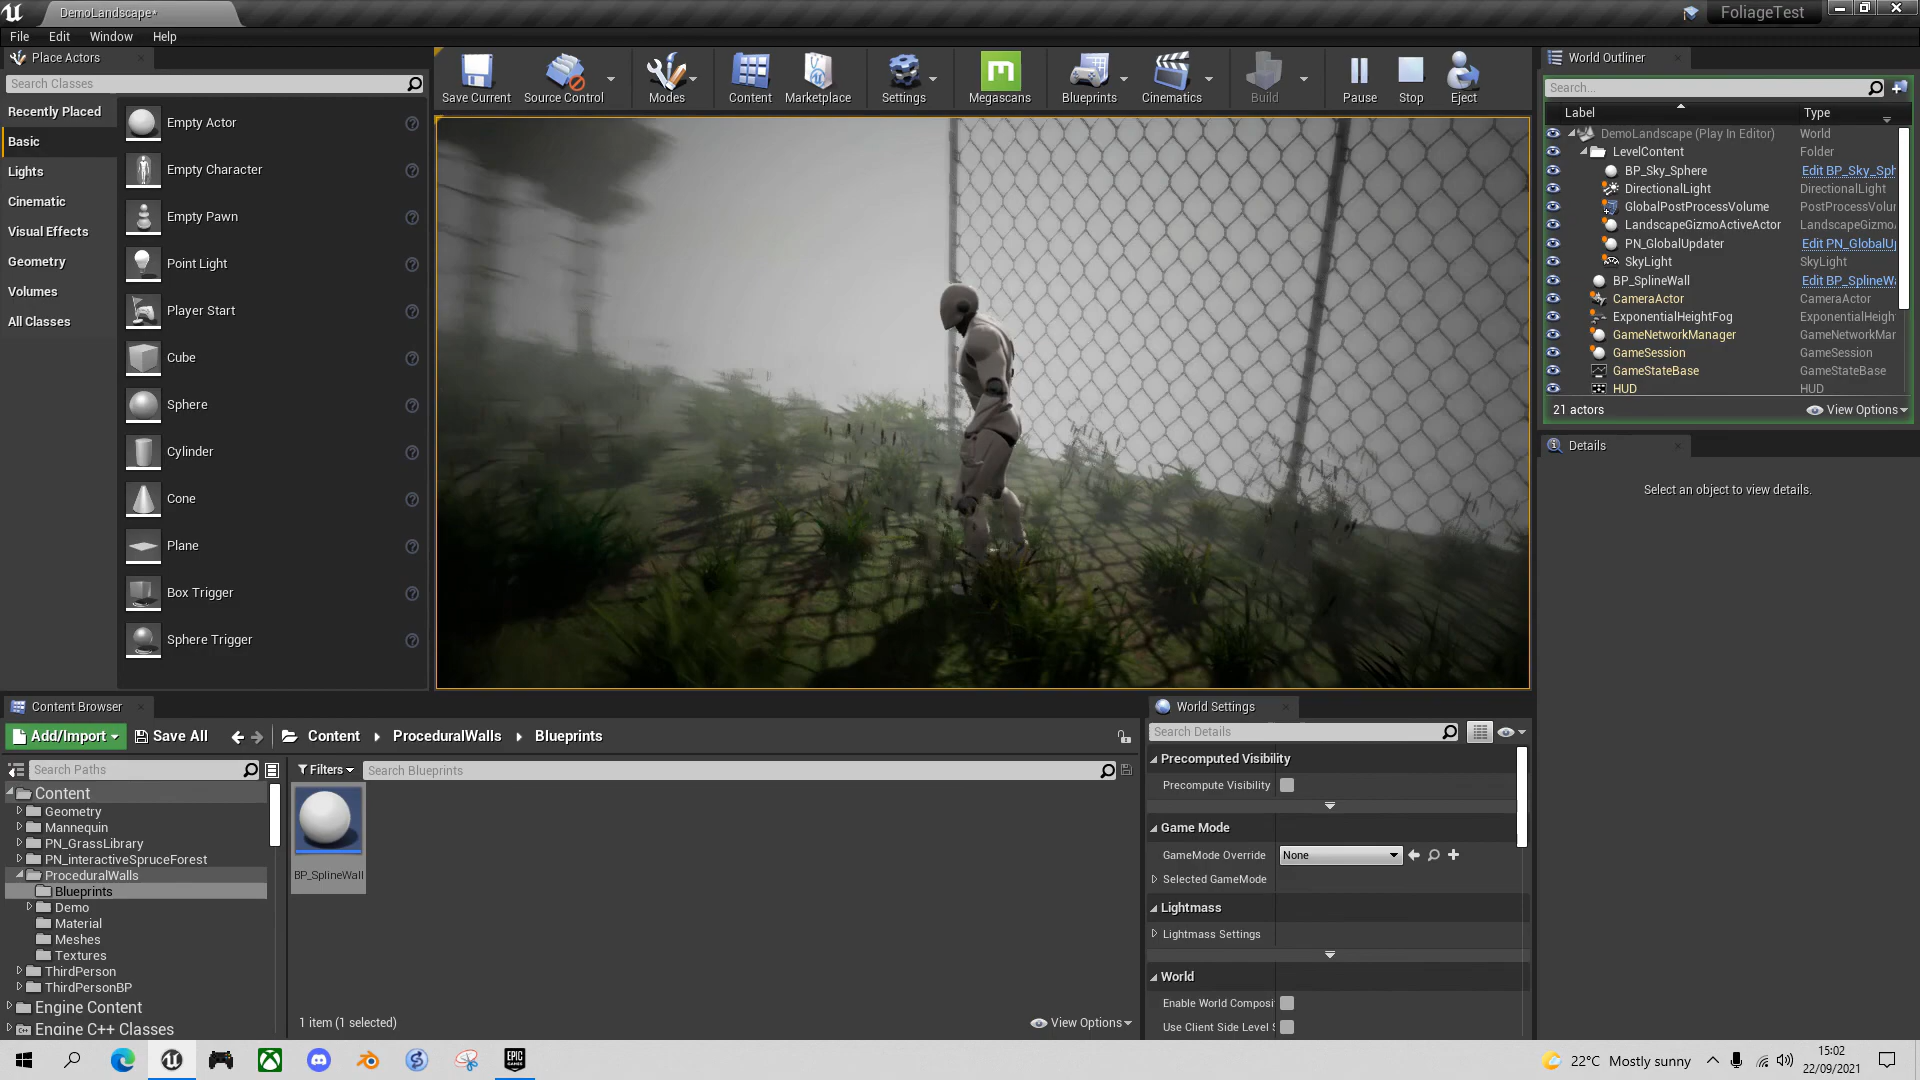 DemoLandscape*
FoliageTest
File Edit Window Help
Place Actors
Search Classes
Recently Placed
Basic
Lights
Cinematic
Visual Effects
Geometry
Volumes
All Classes
Empty Actor
Empty Character
Empty Pawn
Point Light
Player Start
Cube
Sphere
Cylinder
Cone
Plane
Box Trigger
Sphere Trigger
Save Current
Source Control
Modes
Content
Marketplace
Settings
Megascans
Blueprints
Cinematics
Build
Pause
Stop
Eject
World Outliner
Search...
Label Type
DemoLandscape (Play In Editor) World
LevelContent Folder
BP_Sky_Sphere Edit BP_Sky_Sph
DirectionalLight DirectionalLight
GlobalPostProcessVolume PostProcessVolur
LandscapeGizmoActiveActor LandscapeGizmo
PN_GlobalUpdater Edit PN_GlobalUp
SkyLight SkyLight
BP_SplineWall Edit BP_SplineWa
CameraActor CameraActor
ExponentialHeightFog ExponentialHeigh
GameNetworkManager GameNetworkMar
GameSession GameSession
GameStateBase GameStateBase
HUD HUD
21 actors View Options
Details
Select an object to view details.
Content Browser
Add/Import Save All Content ProceduralWalls Blueprints
Search Paths
Filters Search Blueprints
Content
Geometry
Mannequin
PN_GrassLibrary
PN_interactiveSpruceForest
ProceduralWalls
Blueprints
Demo
Material
Meshes
Textures
ThirdPerson
ThirdPersonBP
Engine Content
Engine C++ Classes
BP_SplineWall
1 item (1 selected) View Options
World Settings
Search Details
Precomputed Visibility
Precompute Visibility
Game Mode
GameMode Override None
Selected GameMode
Lightmass
Lightmass Settings
World
Enable World Composi
Use Client Side Level S
EPIC GAMES
22°C Mostly sunny
15:02
22/09/2021